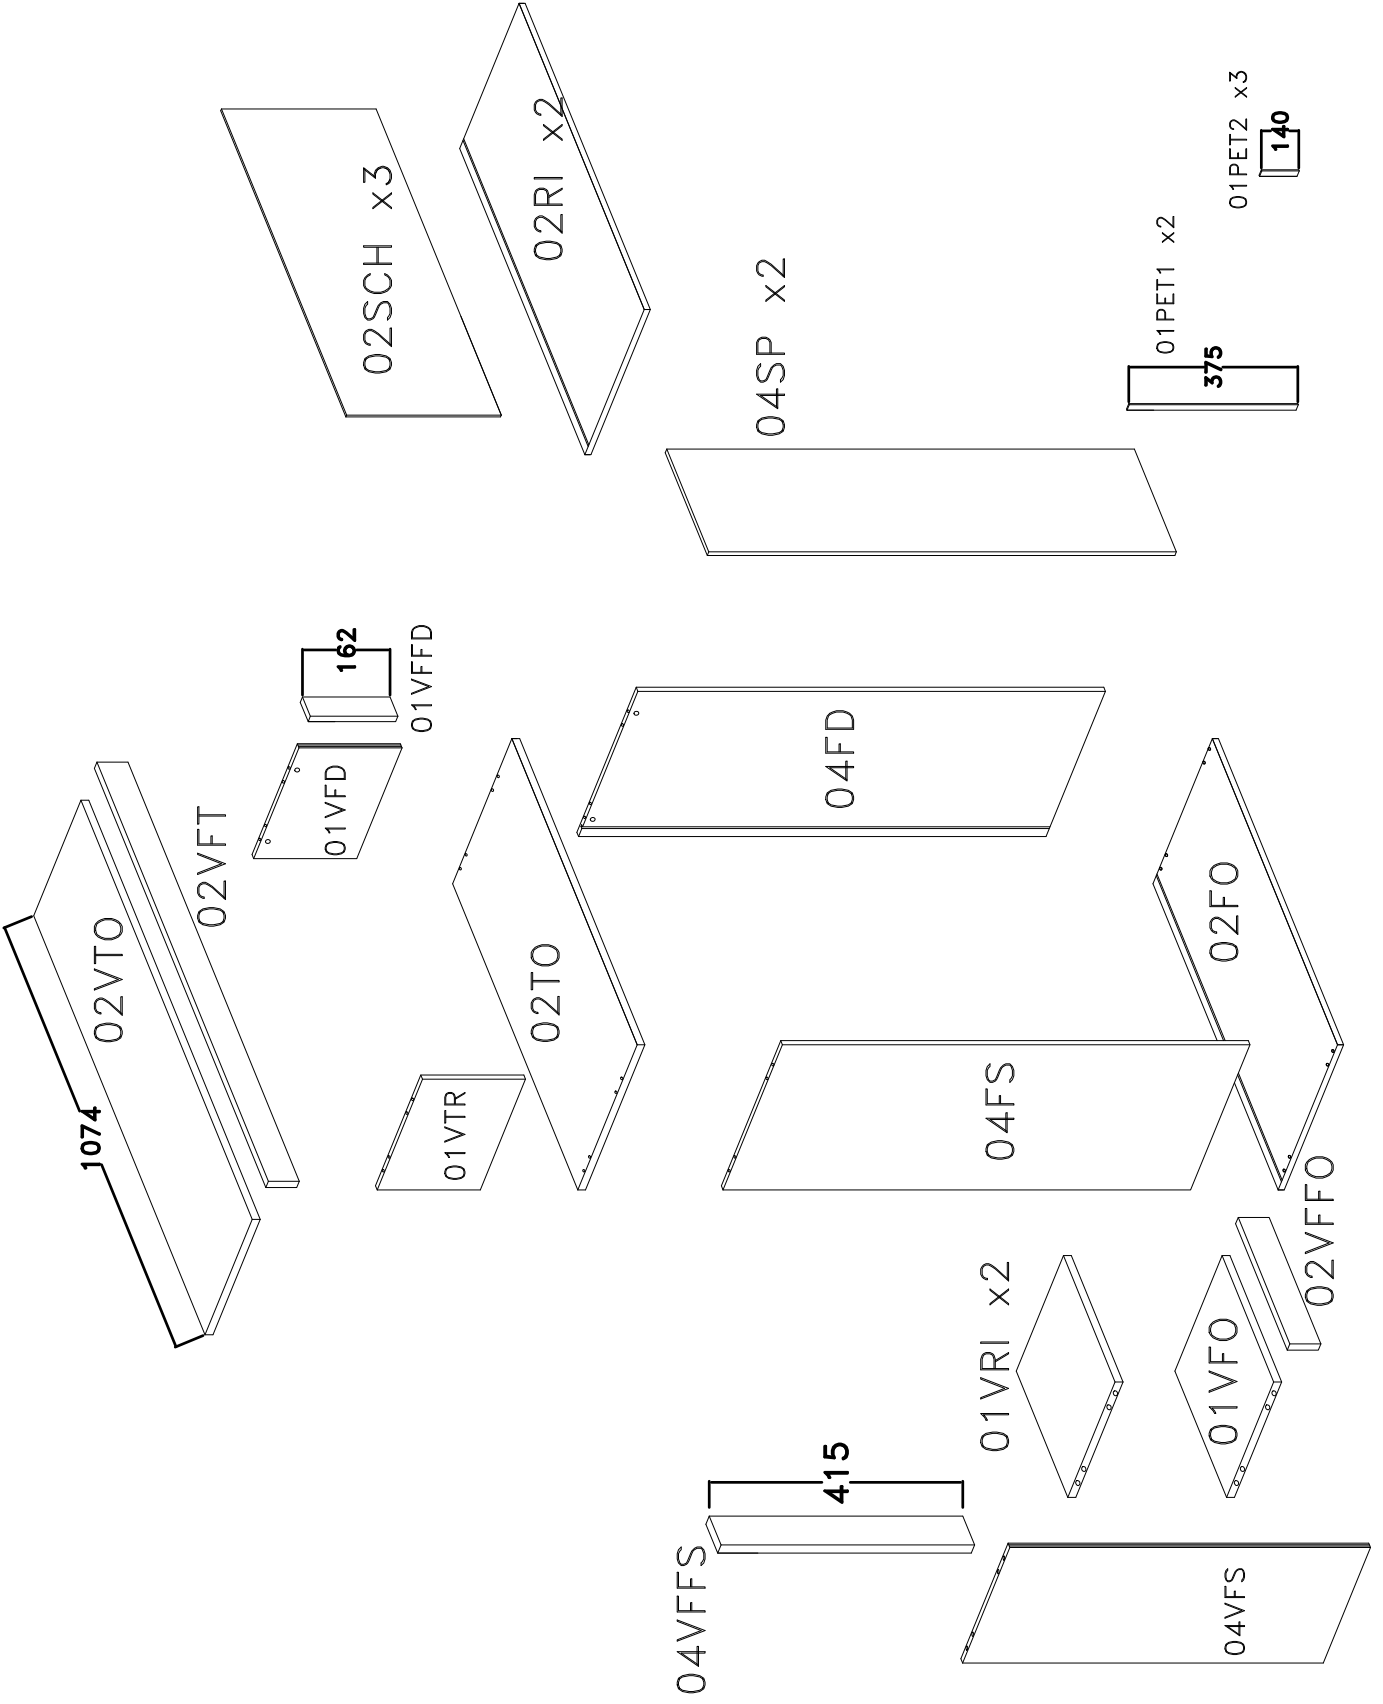 02SCH x3
02RI x2
01PET2 x3
140
01PET1 x2
375
04SP x2
162
01VFFD
01VFD
02VFT
02VTO
1074
04FD
02TO
02FO
01VTR
04FS
02VFFO
01VRI x2
01VFO
415
04VFFS
04VFS